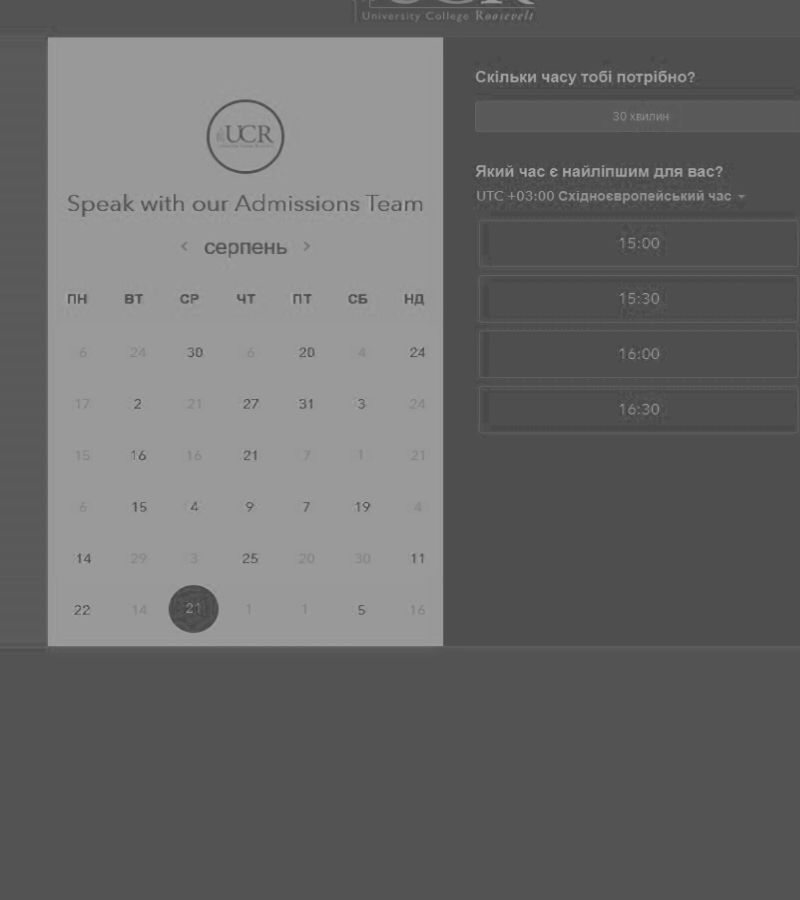 University College Roosevelt
UCR
Speak with our Admissions Team
‹ серпень ›
ПН ВТ СР ЧТ ПТ СБ НД
6 24 30 6 20 4 24
17 2 21 27 31 3 24
15 16 16 21 7 1 21
6 15 4 9 7 19 4
14 29 3 25 20 30 11
22 14 21 1 1 5 16
Скільки часу тобі потрібно?
30 хвилин
Який час є найліпшим для вас?
UTC +03:00 Східноєвропейський час
15:00
15:30
16:00
16:30